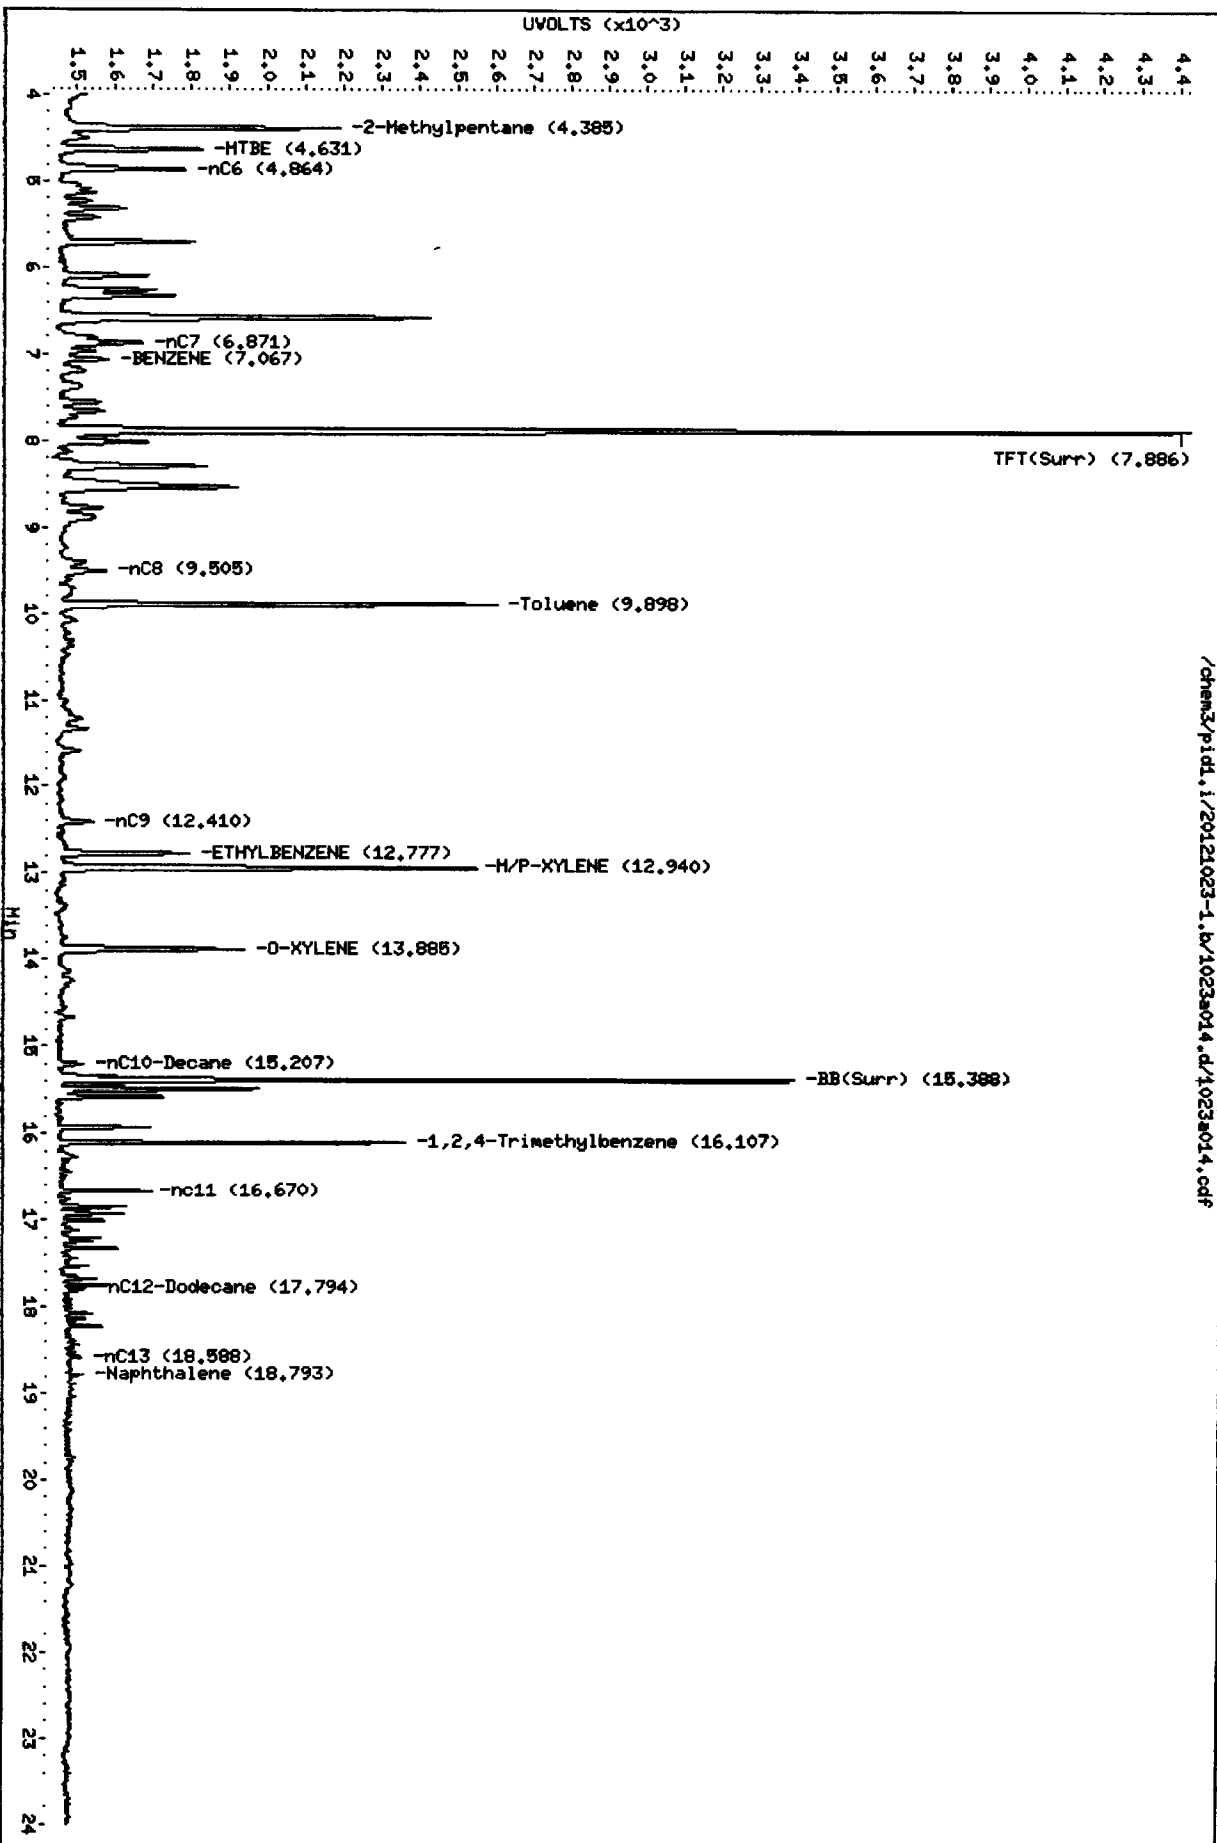 /chem3/pid1.i/20121023-1.b/1023a014.d/1023a014.cdf
UVOLTS (x10^3)
1.5
1.6
1.7
1.8
1.9
2.0
2.1
2.2
2.3
2.4
2.5
2.6
2.7
2.8
2.9
3.0
3.1
3.2
3.3
3.4
3.5
3.6
3.7
3.8
3.9
4.0
4.1
4.2
4.3
4.4
-2-Methylpentane (4.385)
-MTBE (4.631)
-nC6 (4.864)
-nC7 (6.871)
-BENZENE (7.067)
TFT(Surr) (7.886)
-nC8 (9.505)
-Toluene (9.898)
-nC9 (12.410)
-ETHYLBENZENE (12.777)
-M/P-XYLENE (12.940)
-O-XYLENE (13.885)
-nC10-Decane (15.207)
-BB(Surr) (15.388)
-1,2,4-Trimethylbenzene (16.107)
-nc11 (16.670)
-nC12-Dodecane (17.794)
-nC13 (18.588)
-Naphthalene (18.793)
4
5
6
7
8
9
10
11
12
13
14
15
16
17
18
19
20
21
22
23
24
Min